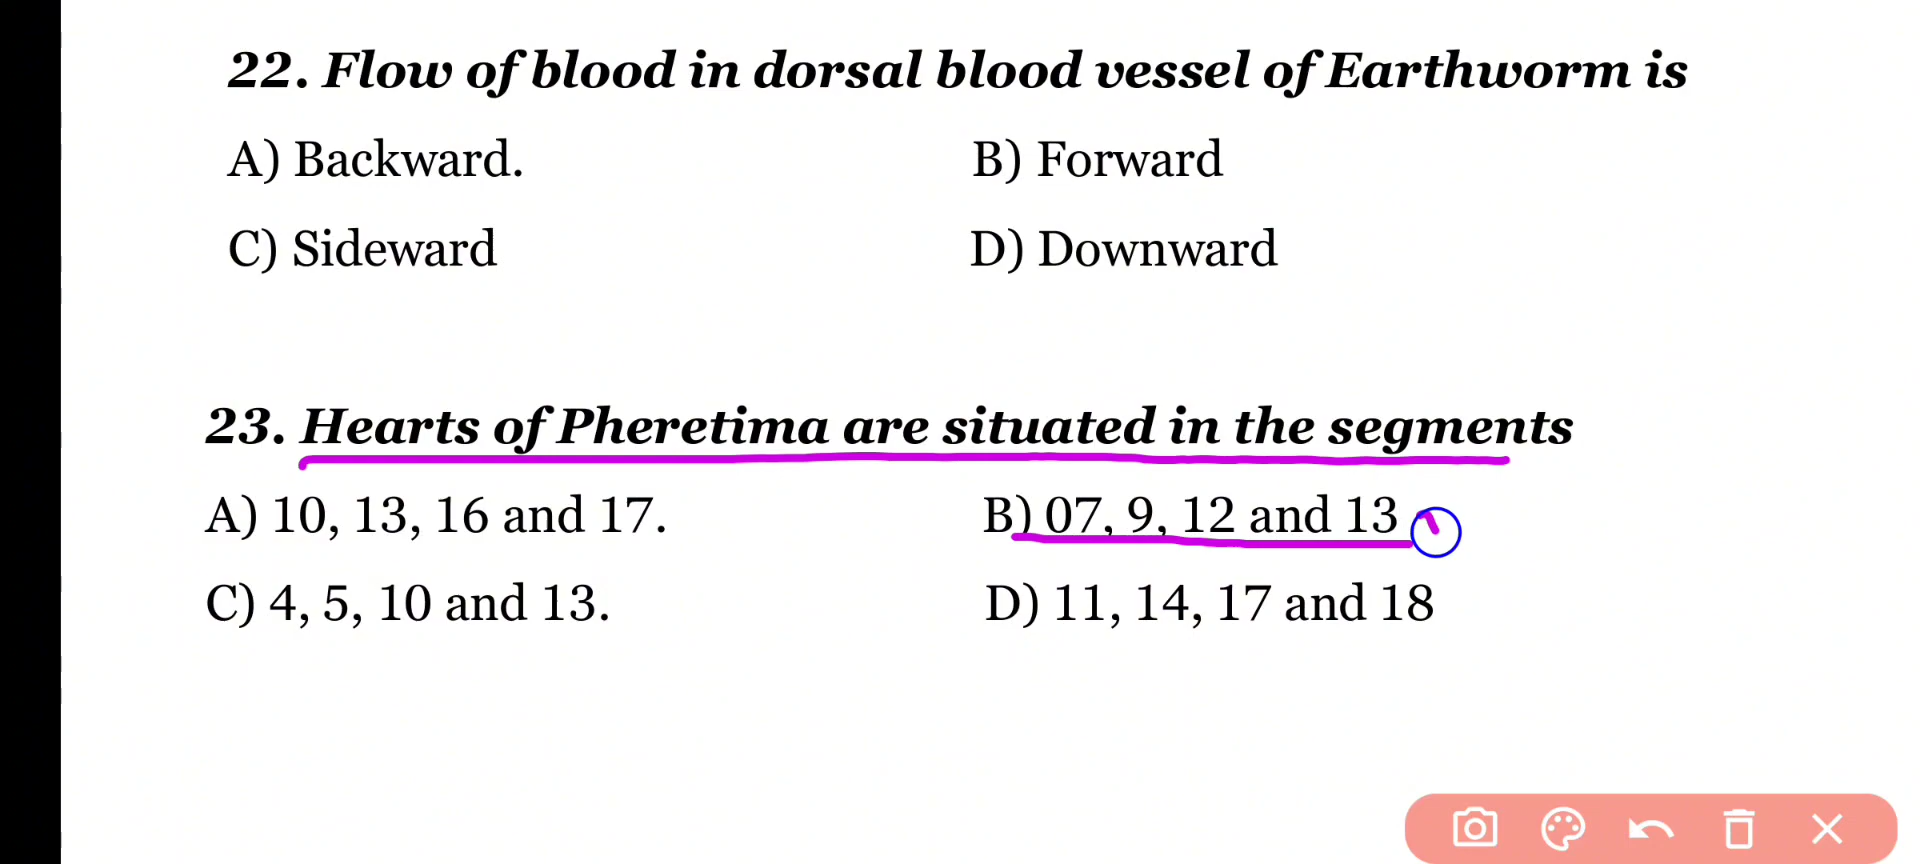 22. Flow of blood in dorsal blood vessel of Earthworm is
A) Backward. B) Forward
C) Sideward D) Downward
23. Hearts of Pheretima are situated in the segments
A) 10, 13, 16 and 17. B) 07, 9, 12 and 13
C) 4, 5, 10 and 13. D) 11, 14, 17 and 18